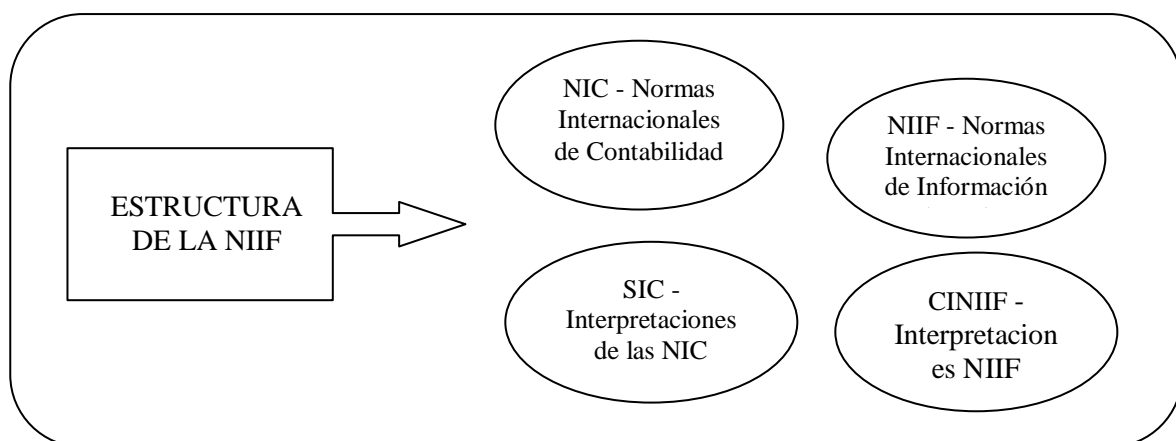 ESTRUCTURA
DE LA NIIF
NIC - Normas
Internacionales
de Contabilidad
NIIF - Normas
Internacionales
de Información
SIC -
Interpretaciones
de las NIC
CINIIF -
Interpretacion
es NIIF